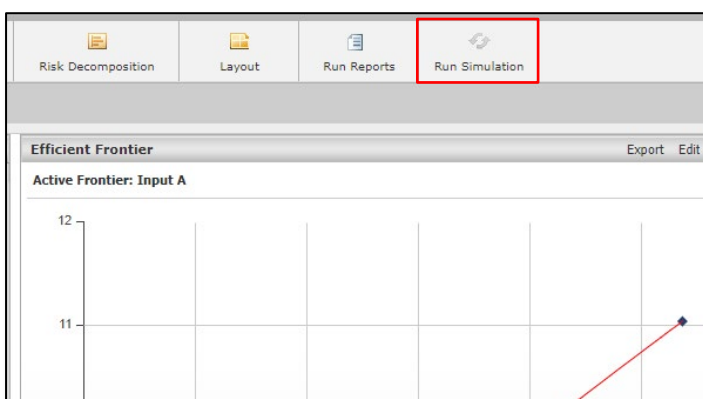 Risk Decomposition
Layout
Run Reports
Run Simulation
Efficient Frontier
Export Edit
Active Frontier: Input A
12
11